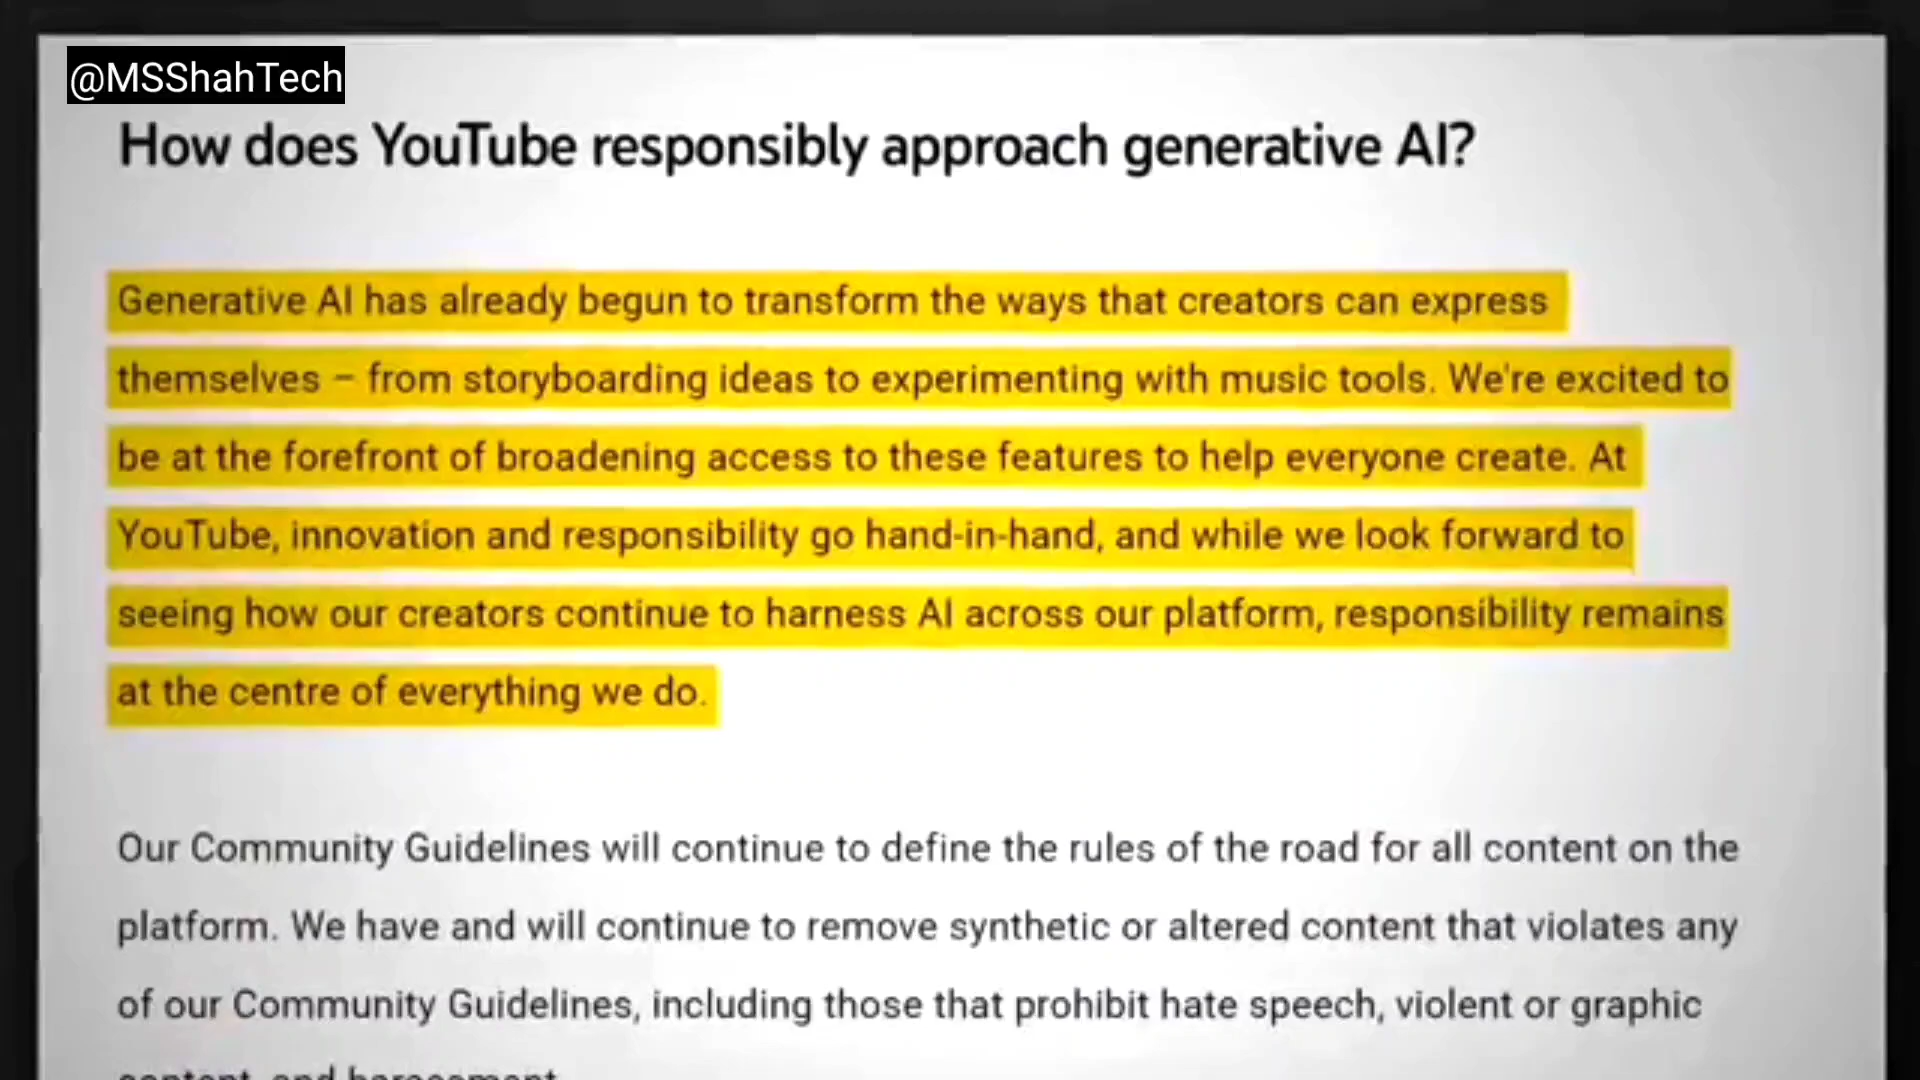 @MSShahTech
How does YouTube responsibly approach generative AI?
Generative AI has already begun to transform the ways that creators can express
themselves – from storyboarding ideas to experimenting with music tools. We're excited to
be at the forefront of broadening access to these features to help everyone create. At
YouTube, innovation and responsibility go hand-in-hand, and while we look forward to
seeing how our creators continue to harness AI across our platform, responsibility remains
at the centre of everything we do.
Our Community Guidelines will continue to define the rules of the road for all content on the
platform. We have and will continue to remove synthetic or altered content that violates any
of our Community Guidelines, including those that prohibit hate speech, violent or graphic
content, and harassment.